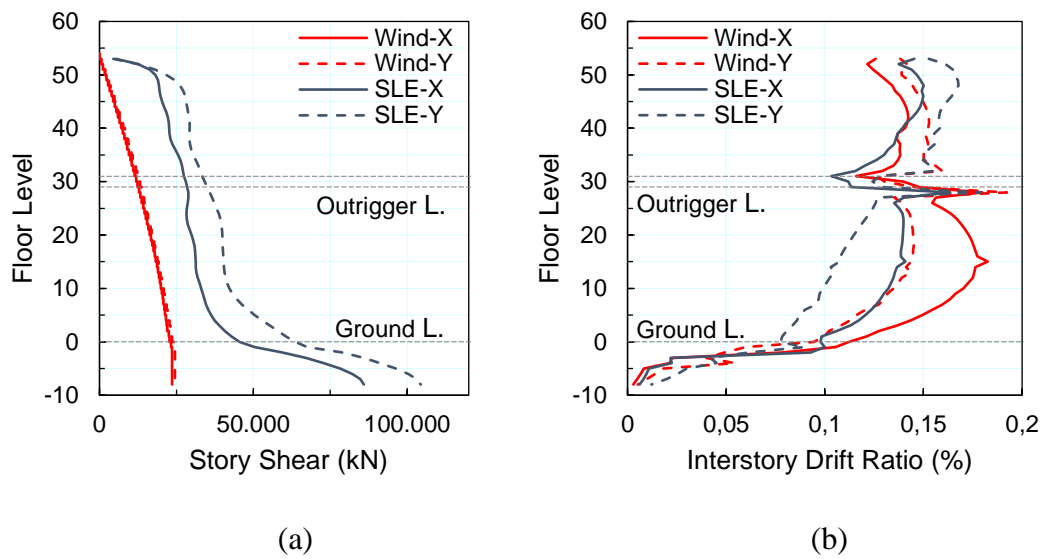 60
50
40
30
20
10
0
-10
Floor Level
Wind-X
Wind-Y
SLE-X
SLE-Y
Outrigger L.
Ground L.
0 50.000 100.000
Story Shear (kN)
(a)
60
50
40
30
20
10
0
-10
Floor Level
Wind-X
Wind-Y
SLE-X
SLE-Y
Outrigger L.
Ground L.
0 0,05 0,1 0,15 0,2
Interstory Drift Ratio (%)
(b)